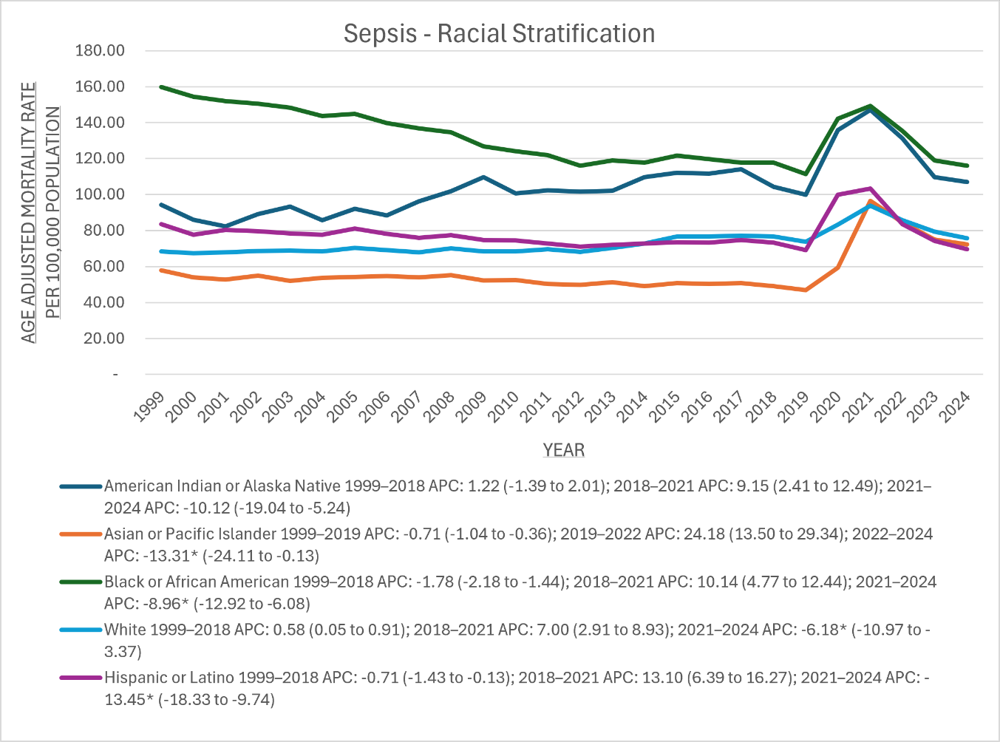 Sepsis - Racial Stratification
180.00
160.00
140.00
120.00
100.00
80.00
60.00
40.00
20.00
-
AGE ADJUSTED MORTALITY RATE
PER 100,000 POPULATION
1999
2000
2001
2002
2003
2004
2005
2006
2007
2008
2009
2010
2011
2012
2013
2014
2015
2016
2017
2018
2019
2020
2021
2022
2023
2024
YEAR
American Indian or Alaska Native 1999–2018 APC: 1.22 (-1.39 to 2.01); 2018–2021 APC: 9.15 (2.41 to 12.49); 2021–
2024 APC: -10.12 (-19.04 to -5.24)
Asian or Pacific Islander 1999–2019 APC: -0.71 (-1.04 to -0.36); 2019–2022 APC: 24.18 (13.50 to 29.34); 2022–2024
APC: -13.31* (-24.11 to -0.13)
Black or African American 1999–2018 APC: -1.78 (-2.18 to -1.44); 2018–2021 APC: 10.14 (4.77 to 12.44); 2021–2024
APC: -8.96* (-12.92 to -6.08)
White 1999–2018 APC: 0.58 (0.05 to 0.91); 2018–2021 APC: 7.00 (2.91 to 8.93); 2021–2024 APC: -6.18* (-10.97 to -
3.37)
Hispanic or Latino 1999–2018 APC: -0.71 (-1.43 to -0.13); 2018–2021 APC: 13.10 (6.39 to 16.27); 2021–2024 APC: -
13.45* (-18.33 to -9.74)